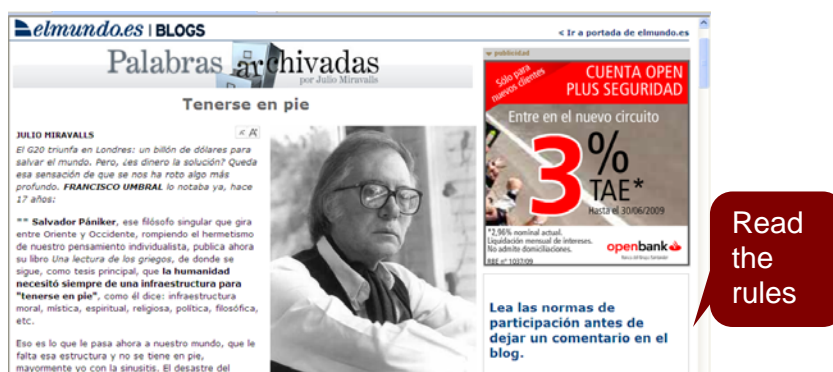 elmundo.es | BLOGS
< Ir a portada de elmundo.es
Palabras archivadas
por Julio Miravalls
Tenerse en pie
JULIO MIRAVALLS
< A
El G20 triunfa en Londres: un billón de dólares para
salvar el mundo. Pero, ¿es dinero la solución? Queda
esa sensación de que se nos ha roto algo más
profundo. FRANCISCO UMBRAL lo notaba ya, hace
17 años:
"" Salvador Pániker, ese filósofo singular que gira
entre Oriente y Occidente, rompiendo el hermetismo
de nuestro pensamiento individualista, publica ahora
su libro Una lectura de los griegos, de donde se
sigue, como tesis principal, que la humanidad
necesitó siempre de una infraestructura para
"tenerse en pie", como él dice: infraestructura
moral, mística, espiritual, religiosa, política, filosófica,
etc.
Eso es lo que le pasa ahora a nuestro mundo, que le
falta esa estructura y no se tiene en pie,
mayormente yo con la sinusitis. El desastre del
publicidad
Sólo para
nuevos clientes
CUENTA OPEN
PLUS SEGURIDAD
Entre en el nuevo circuito
3%
TAE*
Hasta el 30/06/2009
*2,96% nominal actual.
Liquidación mensual de intereses.
No admite domiciliaciones.
RBE nº 1037/09
openbank
Lea las normas de
participación antes de
dejar un comentario en el
blog.
Read
the
rules